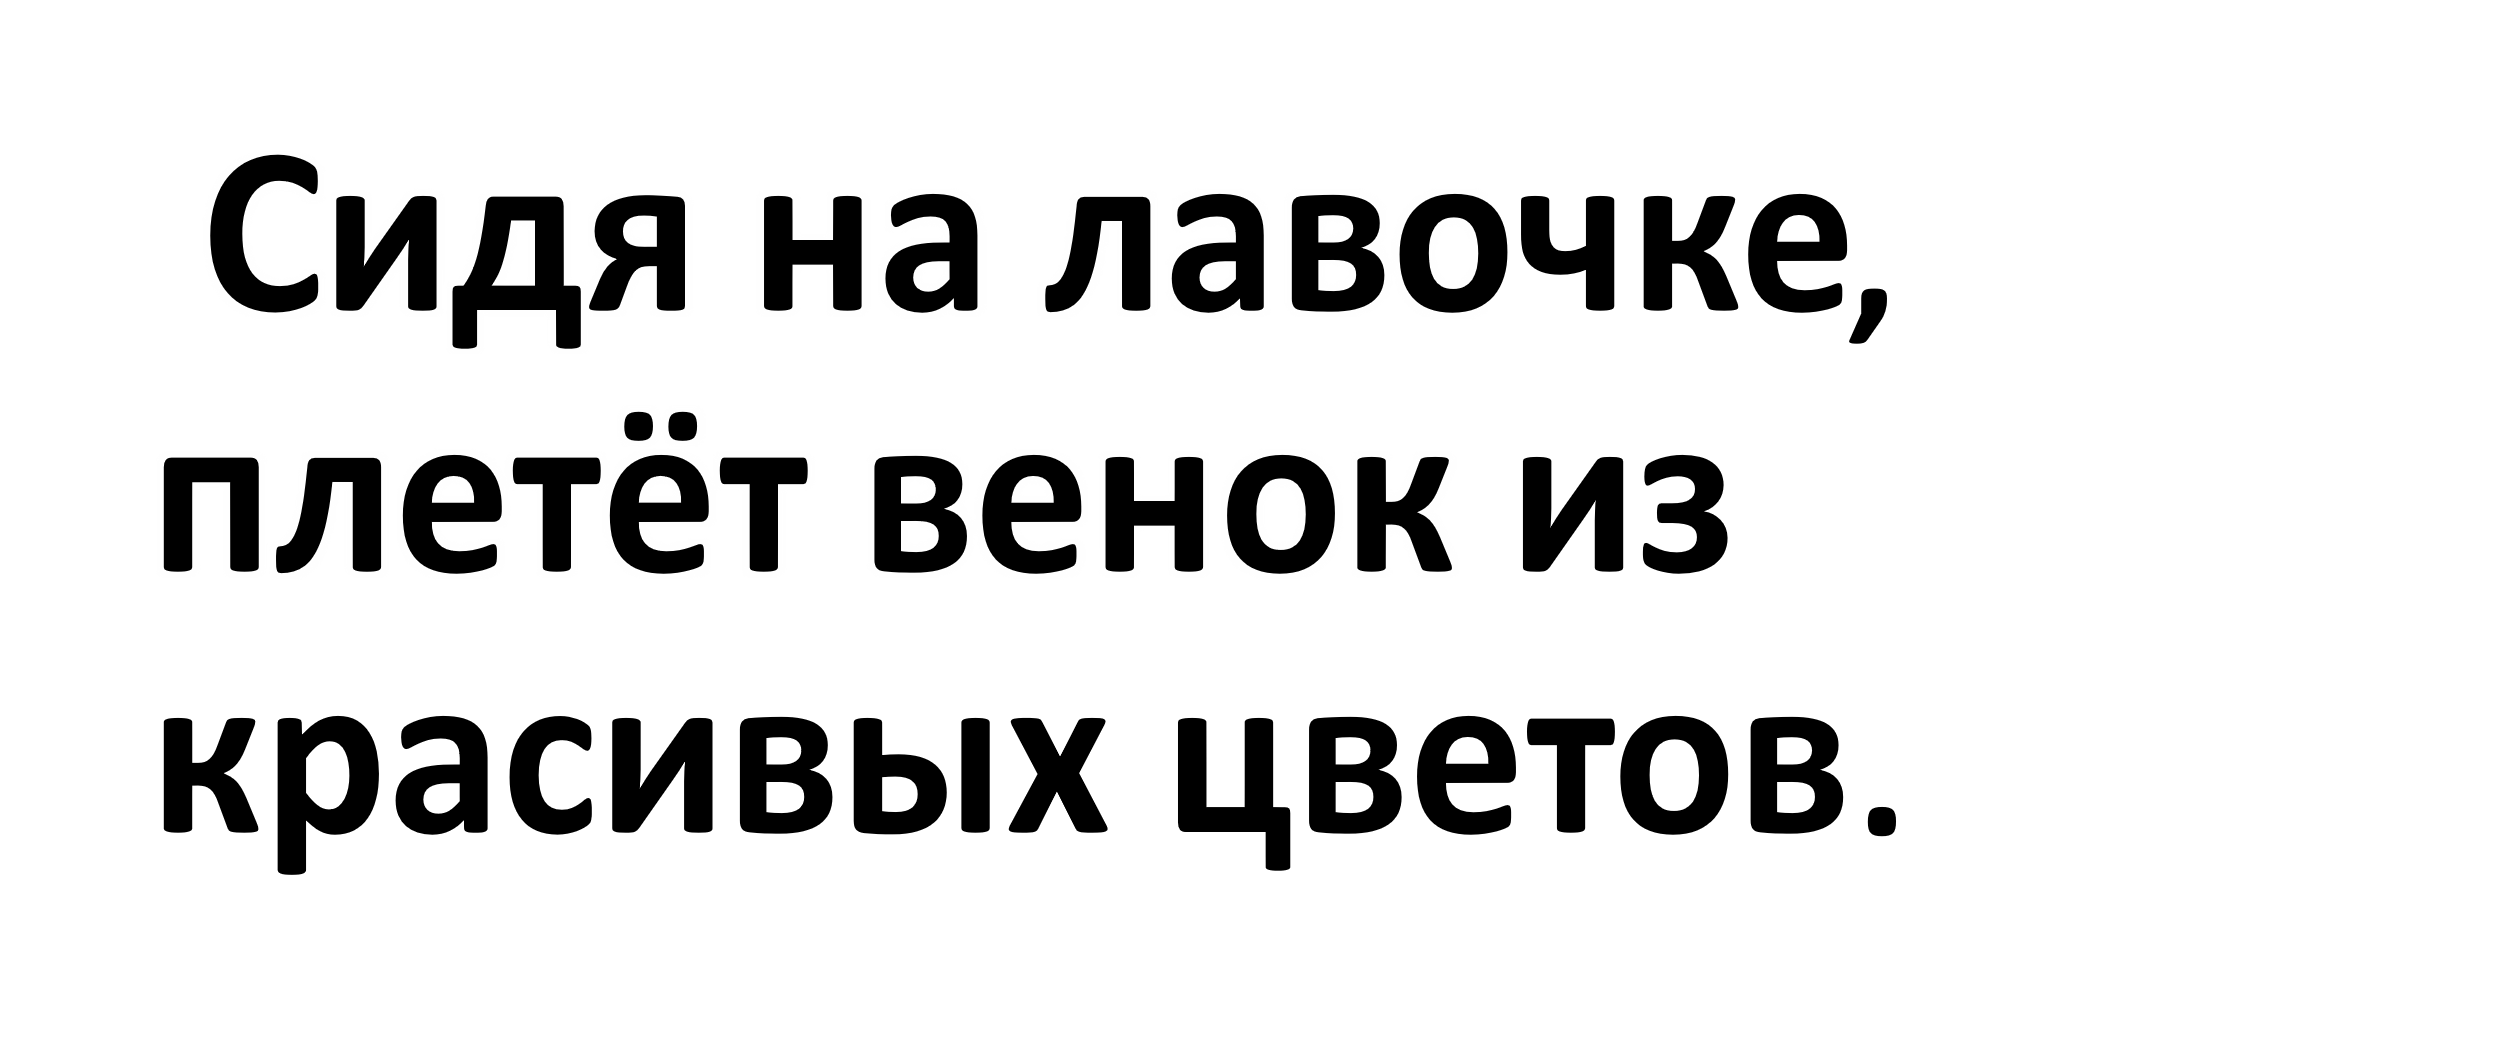 Сидя на лавочке,
плетёт венок из
красивых цветов.